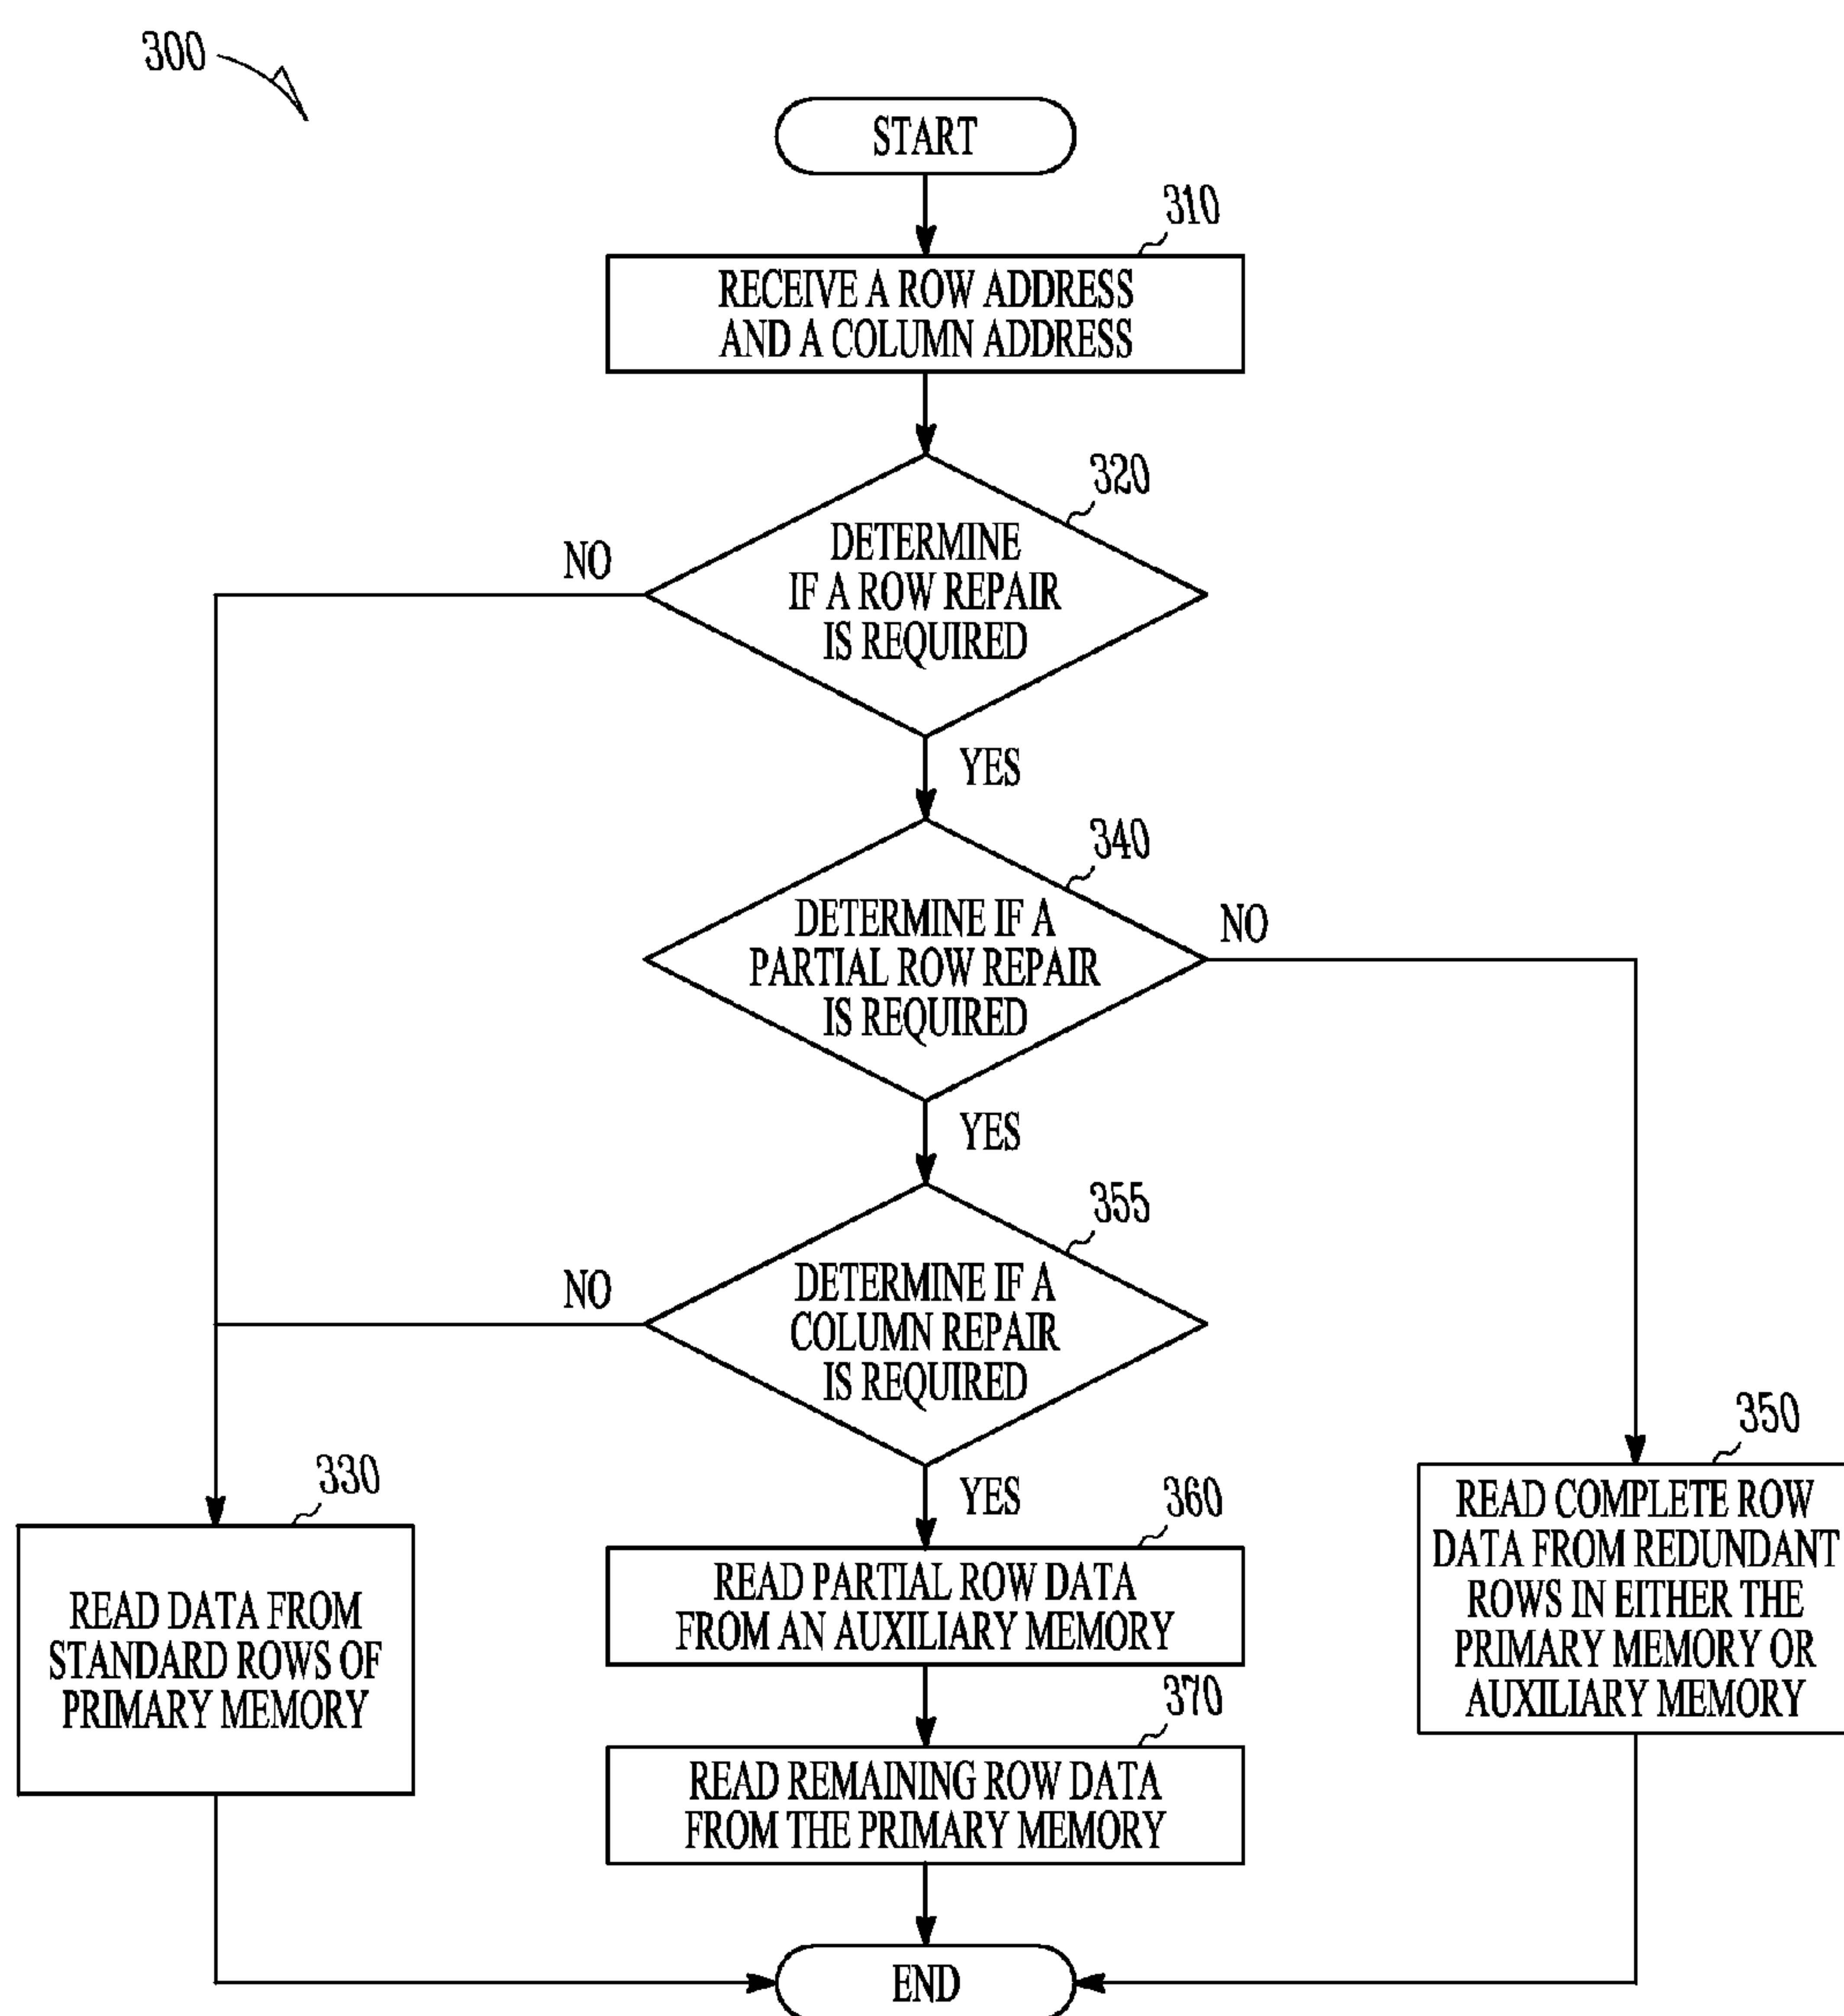 300
START
310
RECEIVE A ROW ADDRESS
AND A COLUMN ADDRESS
320
DETERMINE
IF A ROW REPAIR
IS REQUIRED
NO
YES
340
DETERMINE IF A
PARTIAL ROW REPAIR
IS REQUIRED
NO
YES
355
DETERMINE IF A
COLUMN REPAIR
IS REQUIRED
NO
YES
330
READ DATA FROM
STANDARD ROWS OF
PRIMARY MEMORY
360
READ PARTIAL ROW DATA
FROM AN AUXILIARY MEMORY
370
READ REMAINING ROW DATA
FROM THE PRIMARY MEMORY
350
READ COMPLETE ROW
DATA FROM REDUNDANT
ROWS IN EITHER THE
PRIMARY MEMORY OR
AUXILIARY MEMORY
END